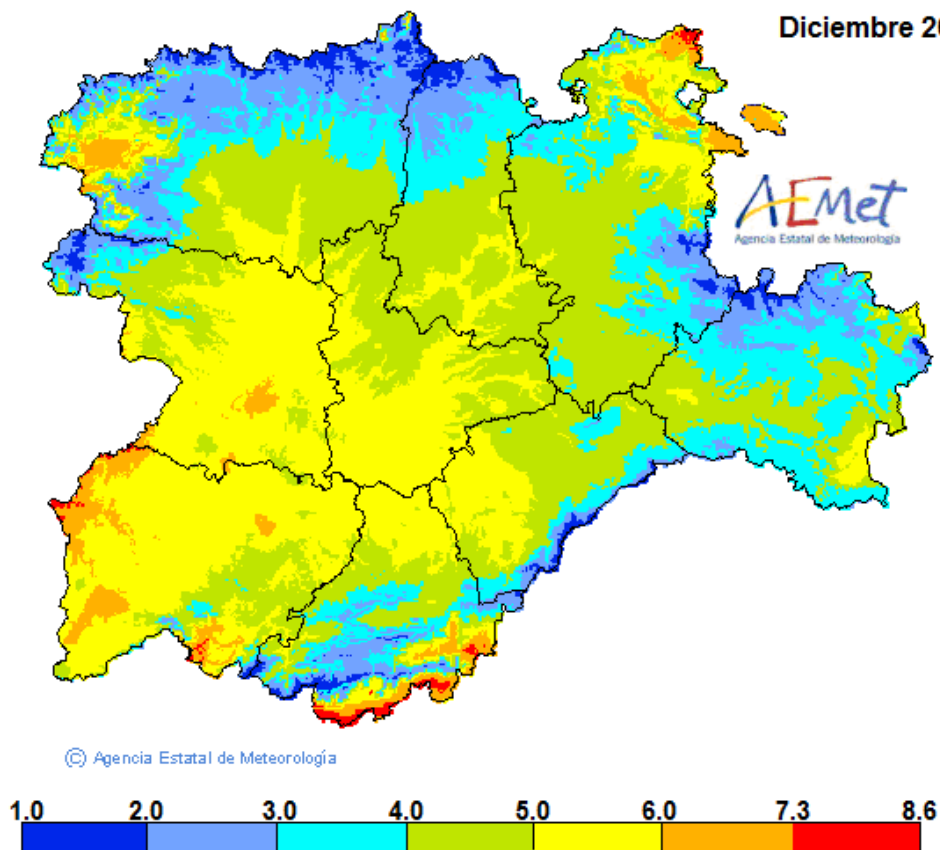 Diciembre 20
AEMet
Agencia Estatal de Meteorología
© Agencia Estatal de Meteorología
1.0 2.0 3.0 4.0 5.0 6.0 7.3 8.6